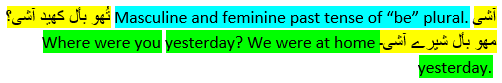 آشی Masculine and feminine past tense of “be” plural. تُھو بأل کھید آشی؟
مھو بأل شیرے آشی- Where were you yesterday? We were at home
yesterday.